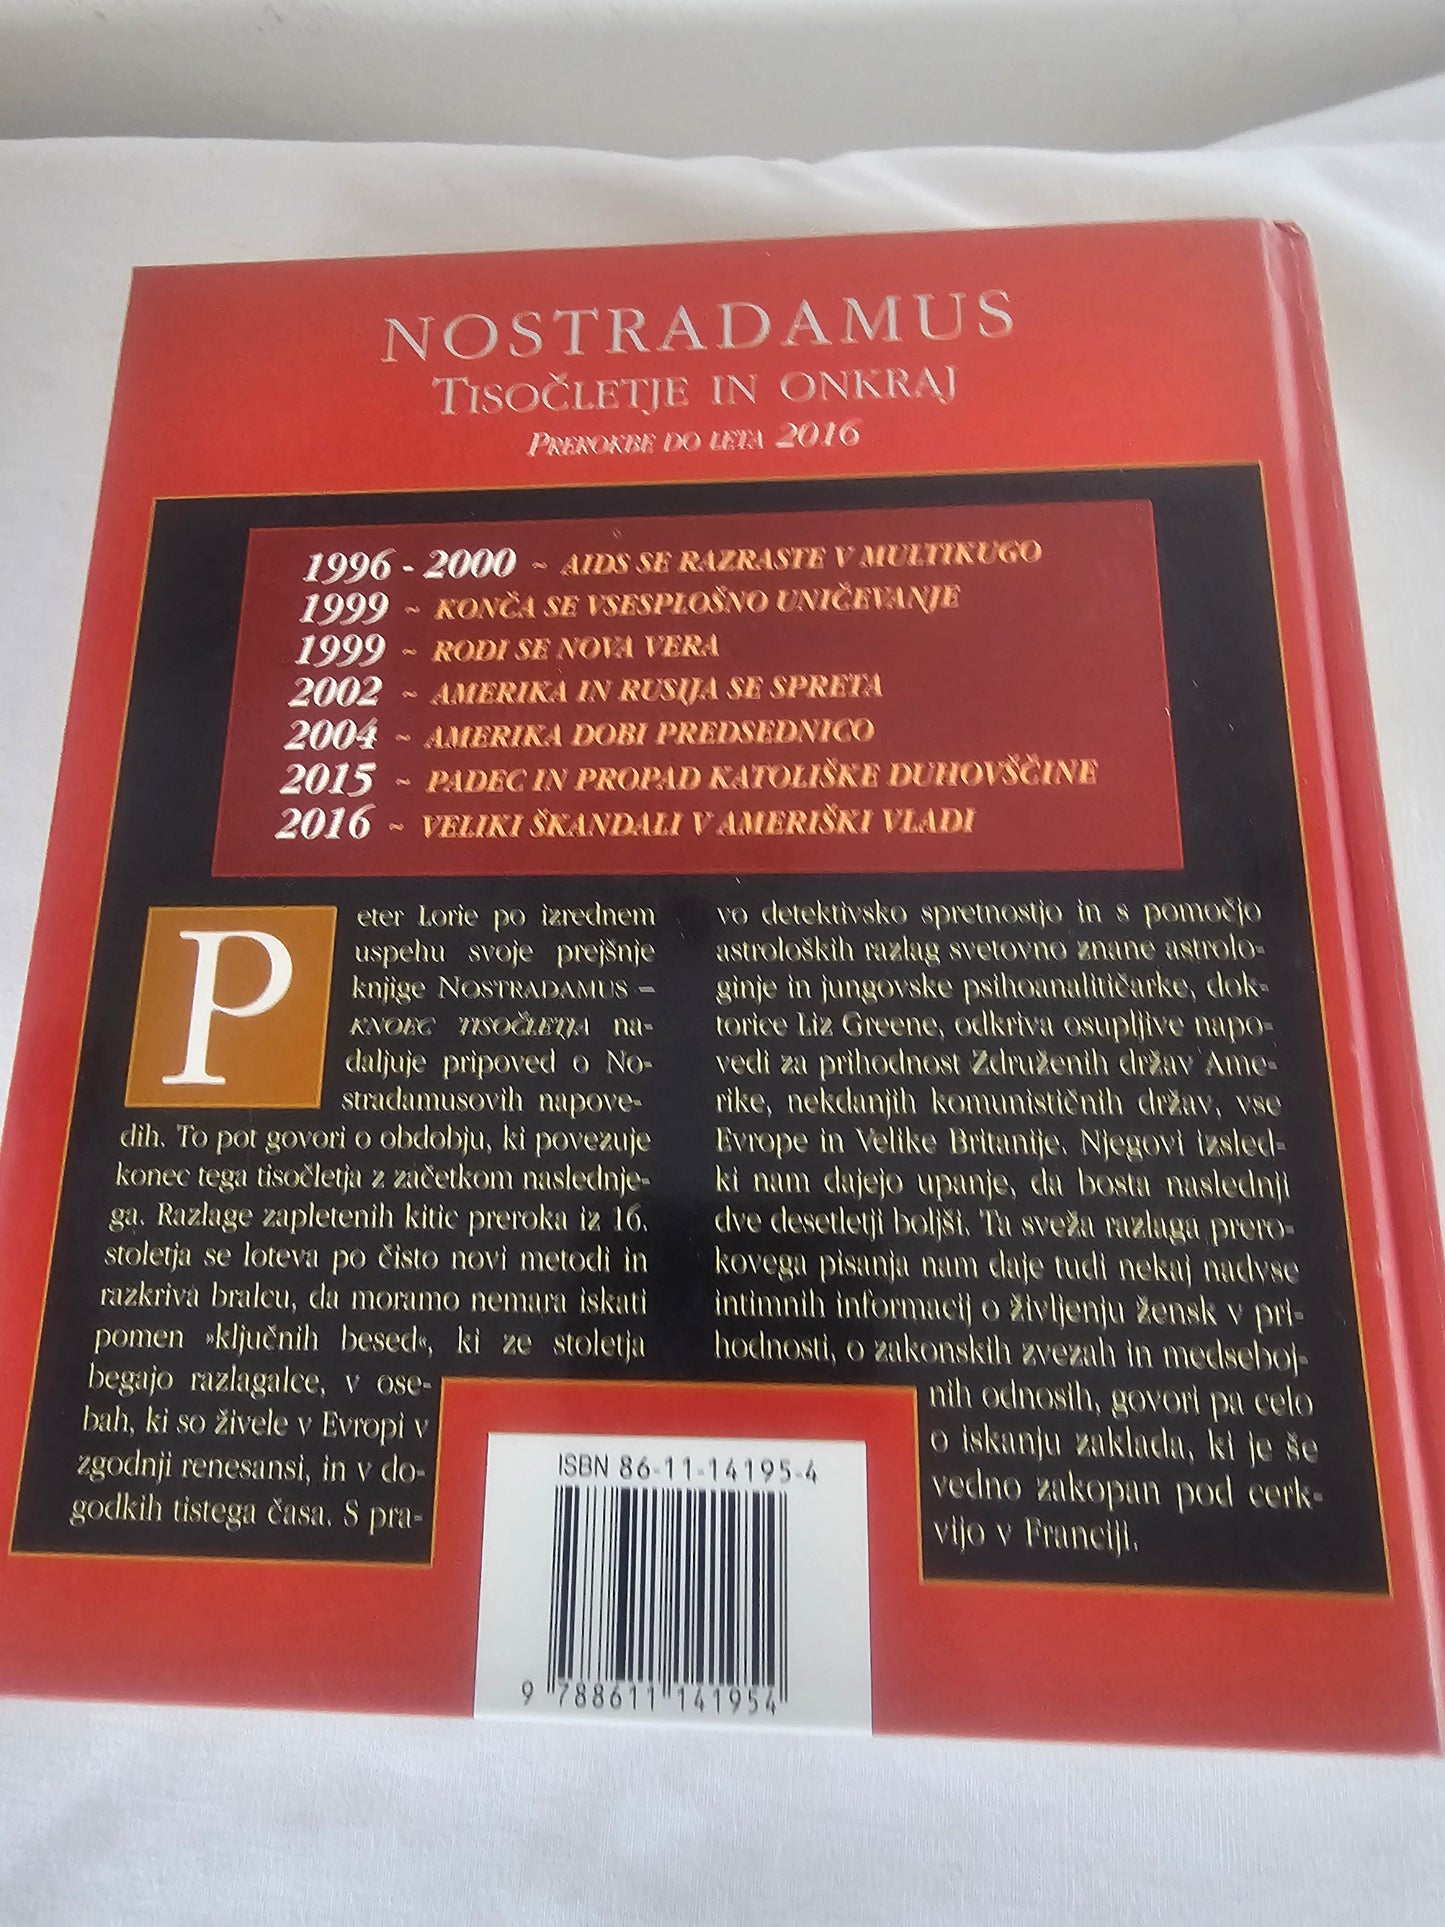 NOSTRADAMUS
TISOČLETJE IN ONKRAJ
PREROKBE DO LETA 2016
1996 - 2000 ~ AIDS SE RAZRASTE V MULTIKUGO
1999 ~ KONČA SE VSESPLOŠNO UNIČEVANJE
1999 ~ RODI SE NOVA VERA
2002 ~ AMERIKA IN RUSIJA SE SPRETA
2004 ~ AMERIKA DOBI PREDSEDNICO
2015 ~ PADEC IN PROPAD KATOLIŠKE DUHOVŠČINE
2016 ~ VELIKI ŠKANDALI V AMERIŠKI VLADI
Peter Lorie po izrednem
uspehu svoje prejšnje
knjige NOSTRADAMUS –
KNOEC TISOČLETJA na-
daljuje pripoved o No-
stradamusovih napove-
dih. To pot govori o obdobju, ki povezuje
konec tega tisočletja z začetkom naslednje-
ga. Razlage zapletenih kitic preroka iz 16.
stoletja se loteva po čisto novi metodi in
razkriva bralcu, da moramo nemara iskati
pomen »ključnih besed«, ki ze stoletja
begajo razlagalce, v ose-
bah, ki so živele v Evropi v
zgodnji renesansi, in v do-
godkih tistega časa. S pra-
vo detektivsko spretnostjo in s pomočjo
astroloških razlag svetovno znane astrolo-
ginje in jungovske psihoanalitičarke, dok-
torice Liz Greene, odkriva osupljive napo-
vedi za prihodnost Združenih držav Ame-
rike, nekdanjih komunističnih držav, vse
Evrope in Velike Britanije. Njegovi izsled-
ki nam dajejo upanje, da bosta naslednji
dve desetletji boljši. Ta sveža razlaga prero-
kovega pisanja nam daje tudi nekaj nadvse
intimnih informacij o življenju žensk v pri-
hodnosti, o zakonskih zvezah in medseboj-
nih odnosih, govori pa celo
o iskanju zaklada, ki je še
vedno zakopan pod cerk-
vijo v Franciji.
ISBN 86-11-14195-4
9 788611 141954